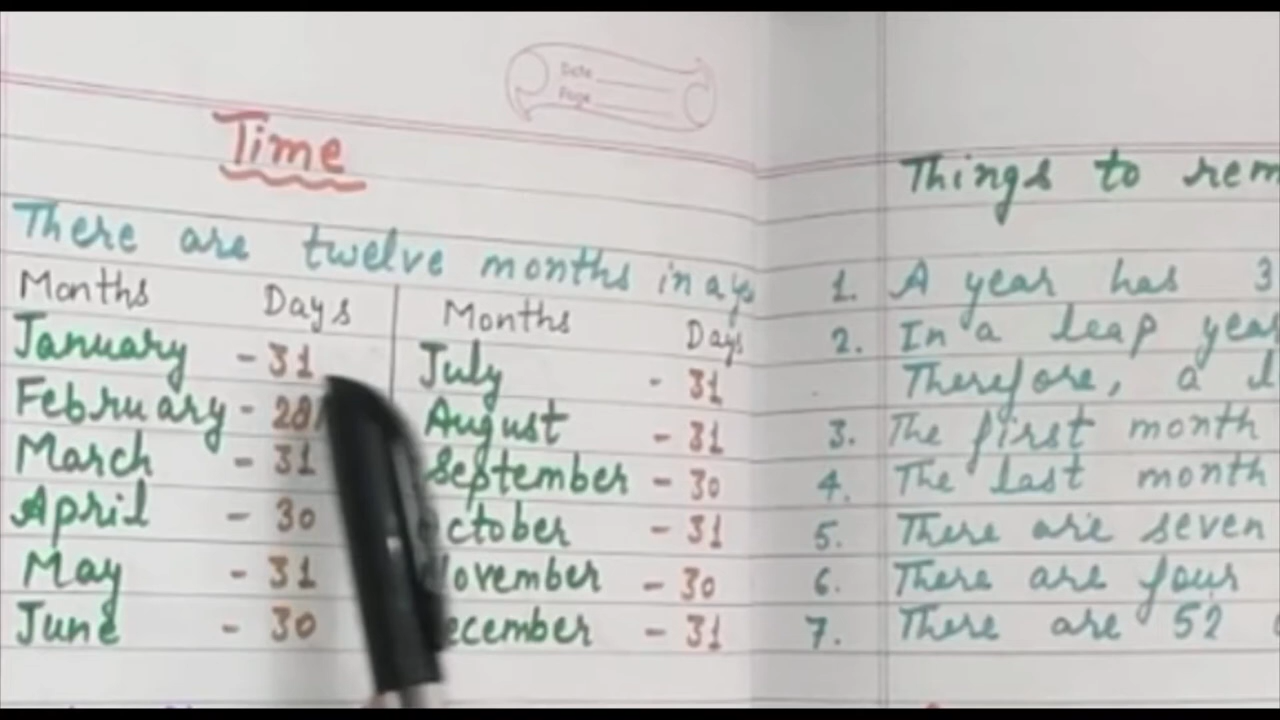 Date
Page
Time
There are twelve months in a y
Months Days Months Days
January - 31 July - 31
February - 28/ August - 31
March - 31 September - 30
April - 30 ctober - 31
May - 31 ovember - 30
June - 30 ecember - 31
Things to rem
1. A year has 3
2. In a leap year
Therefore, a l
3. The first month
4. The last month
5. There are seven
6. There are four
7. There are 52